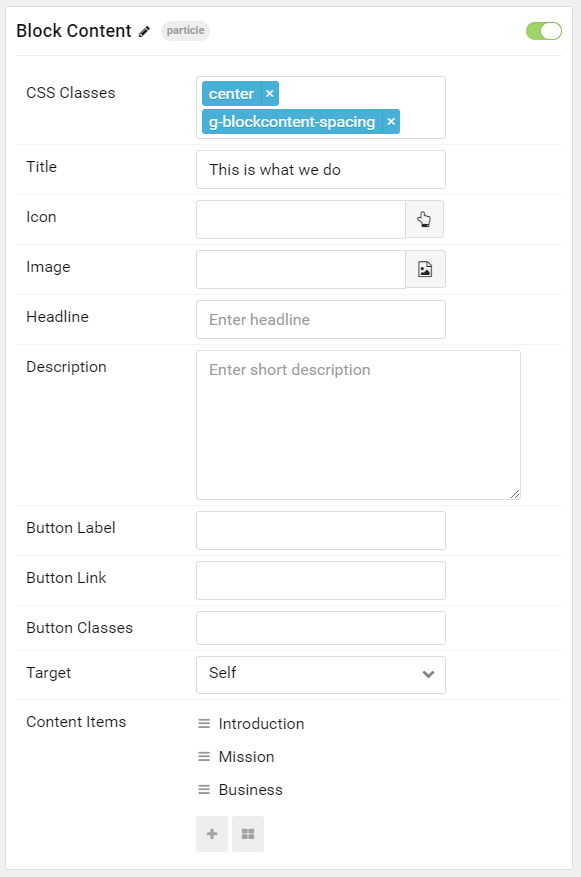 Block Content particle
CSS Classes center ×
g-blockcontent-spacing ×
Title This is what we do
Icon
Image
Headline Enter headline
Description Enter short description
Button Label
Button Link
Button Classes
Target Self
Content Items Introduction
Mission
Business